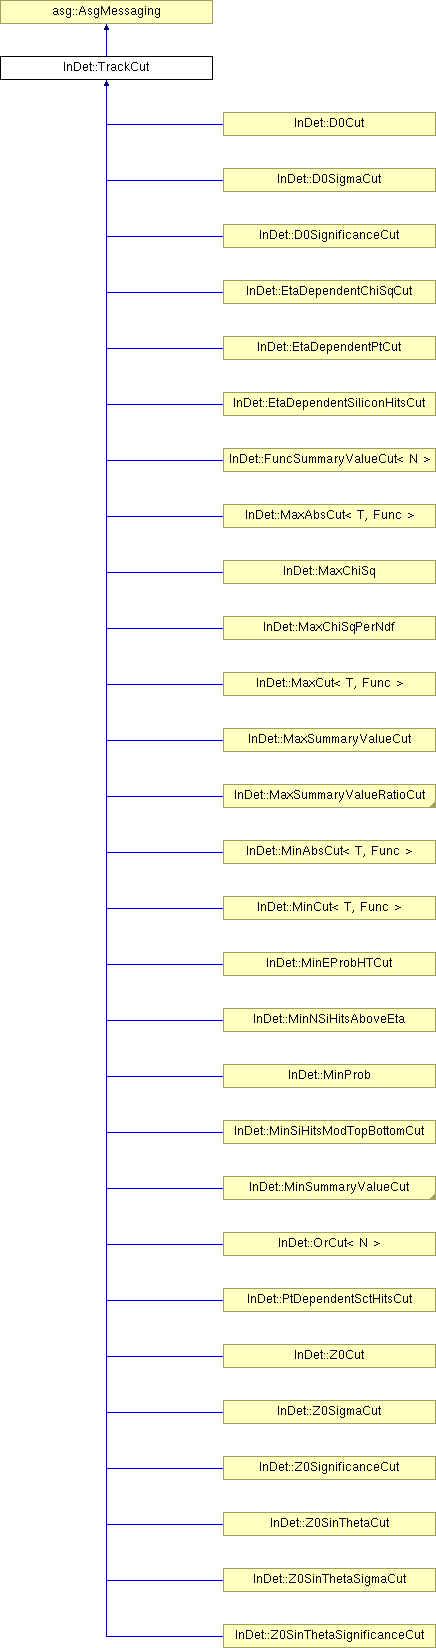 asg::AsgMessaging
InDet::TrackCut
InDet::D0Cut
InDet::D0SigmaCut
InDet::D0SignificanceCut
InDet::EtaDependentChiSqCut
InDet::EtaDependentPtCut
InDet::EtaDependentSiliconHitsCut
InDet::FuncSummaryValueCut< N >
InDet::MaxAbsCut< T, Func >
InDet::MaxChiSq
InDet::MaxChiSqPerNdf
InDet::MaxCut< T, Func >
InDet::MaxSummaryValueCut
InDet::MaxSummaryValueRatioCut
InDet::MinAbsCut< T, Func >
InDet::MinCut< T, Func >
InDet::MinEProbHTCut
InDet::MinNSiHitsAboveEta
InDet::MinProb
InDet::MinSiHitsModTopBottomCut
InDet::MinSummaryValueCut
InDet::OrCut< N >
InDet::PtDependentSctHitsCut
InDet::Z0Cut
InDet::Z0SigmaCut
InDet::Z0SignificanceCut
InDet::Z0SinThetaCut
InDet::Z0SinThetaSigmaCut
InDet::Z0SinThetaSignificanceCut